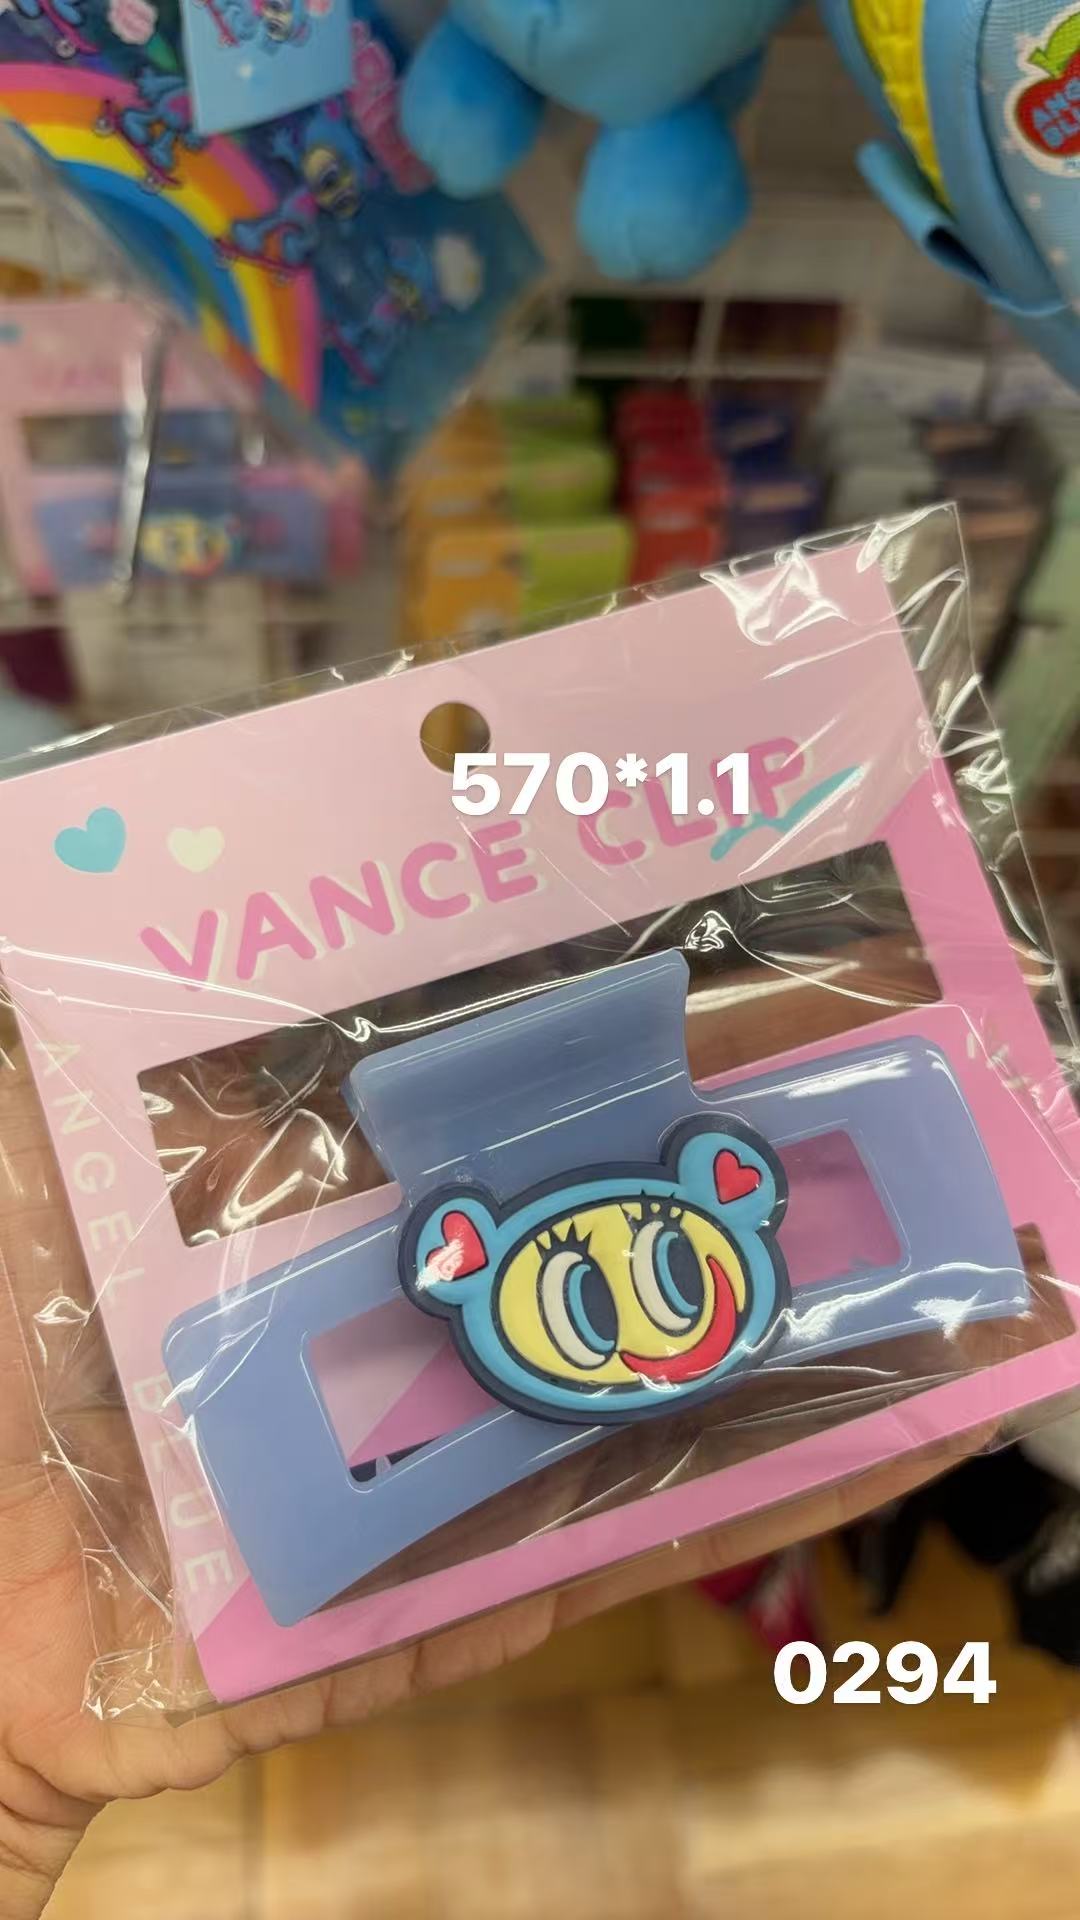 570*1.1
VANCE CLIP
ANGEL BLUE
0294